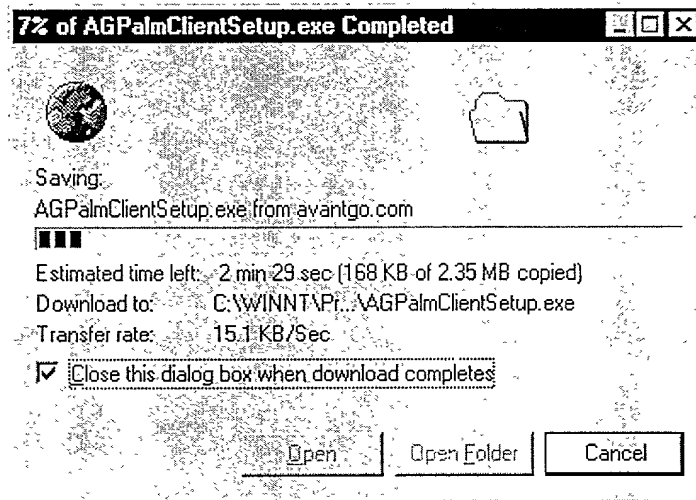 7% of AGPalmClientSetup.exe Completed
Saving:
AGPalmClientSetup.exe from avantgo.com
Estimated time left: 2 min 29 sec (168 KB of 2.35 MB copied)
Download to: C:\WINNT\Pr...\AGPalmClientSetup.exe
Transfer rate: 15.1 KB/Sec
Close this dialog box when download completes
Open Open Folder Cancel